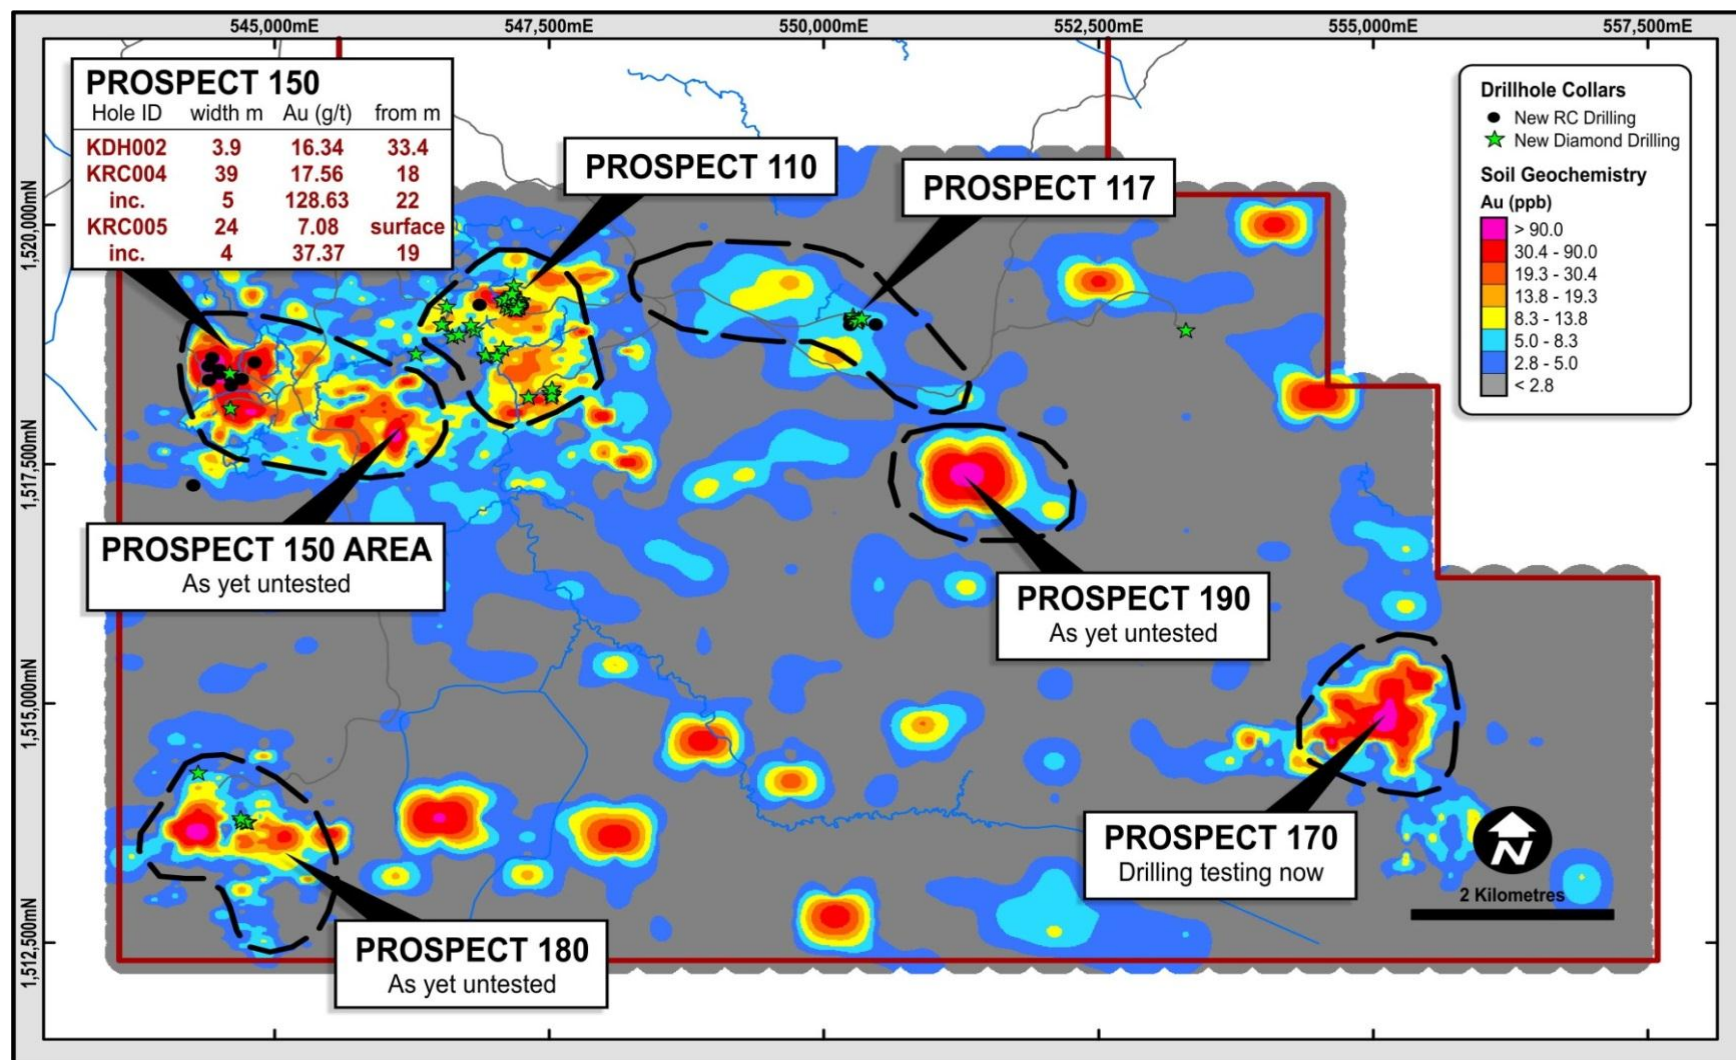 545,000mE 547,500mE 550,000mE 552,500mE 555,000mE 557,500mE
PROSPECT 150
Hole ID width m Au (g/t) from m
KDH002 3.9 16.34 33.4
KRC004 39 17.56 18
inc. 5 128.63 22
KRC005 24 7.08 surface
inc. 4 37.37 19
PROSPECT 110
PROSPECT 117
Drillhole Collars
New RC Drilling
New Diamond Drilling
Soil Geochemistry
Au (ppb)
> 90.0
30.4 - 90.0
19.3 - 30.4
13.8 - 19.3
8.3 - 13.8
5.0 - 8.3
2.8 - 5.0
< 2.8
1,520,000mN
1,517,500mN
1,515,000mN
1,512,500mN
PROSPECT 150 AREA
As yet untested
PROSPECT 190
As yet untested
PROSPECT 170
Drilling testing now
PROSPECT 180
As yet untested
N
2 Kilometres